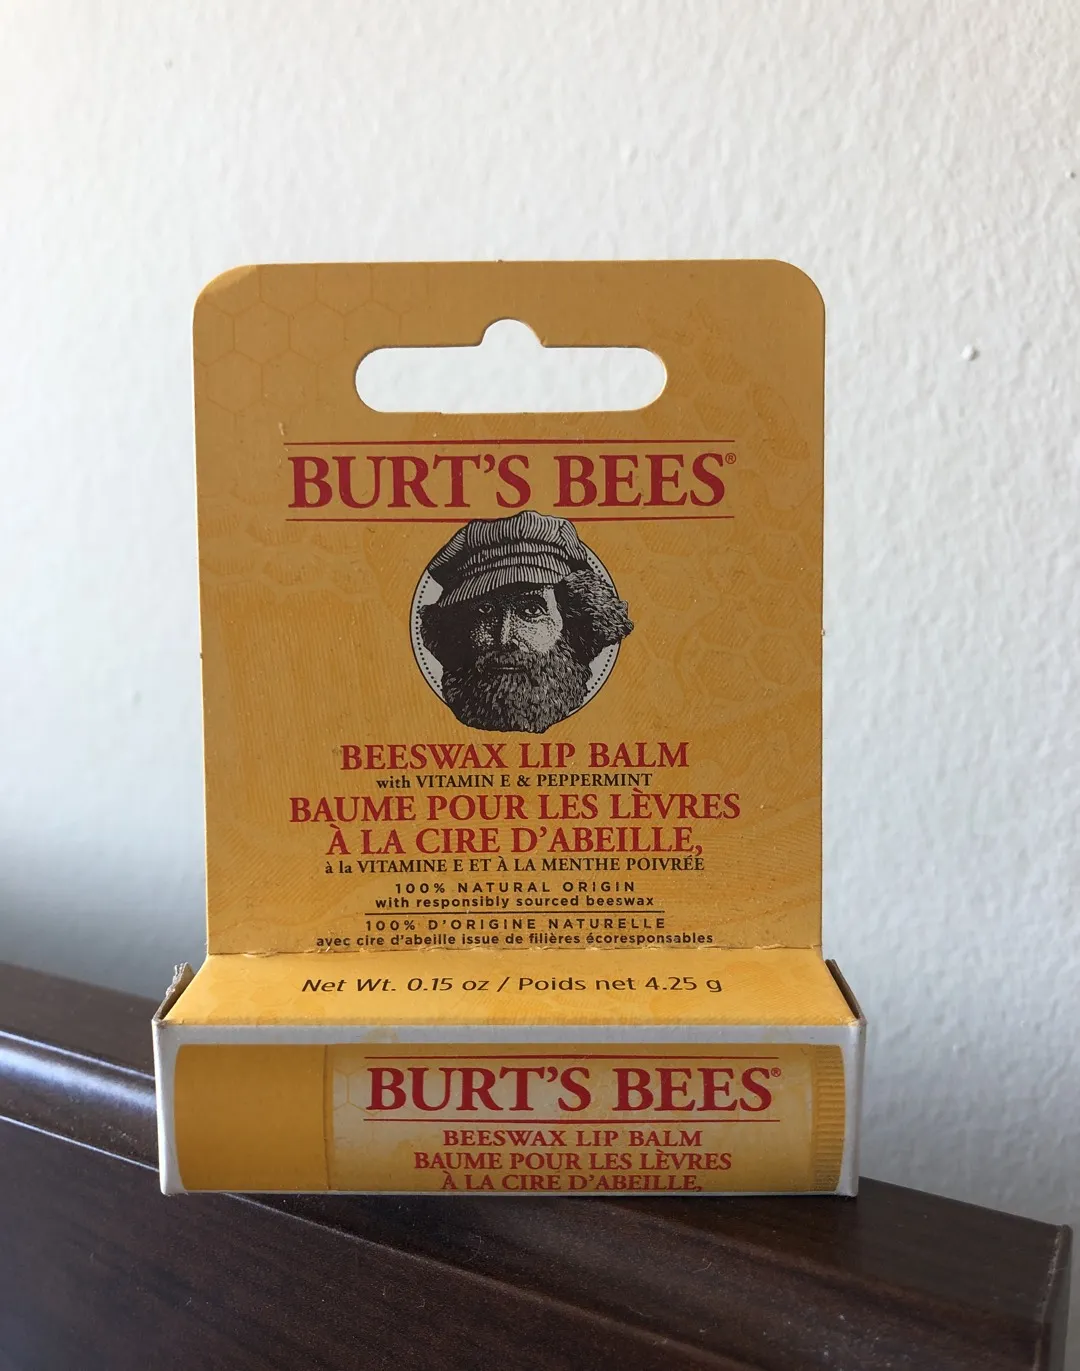 BURT'S BEES®
BEESWAX LIP BALM
with VITAMIN E & PEPPERMINT
BAUME POUR LES LÈVRES
À LA CIRE D'ABEILLE,
à la VITAMINE E ET À LA MENTHE POIVRÉE
100% NATURAL ORIGIN
with responsibly sourced beeswax
100% D'ORIGINE NATURELLE
avec cire d'abeille issue de filières écoresponsables
Net Wt. 0.15 oz / Poids net 4.25 g
BURT'S BEES®
BEESWAX LIP BALM
BAUME POUR LES LÈVRES
À LA CIRE D'ABEILLE,